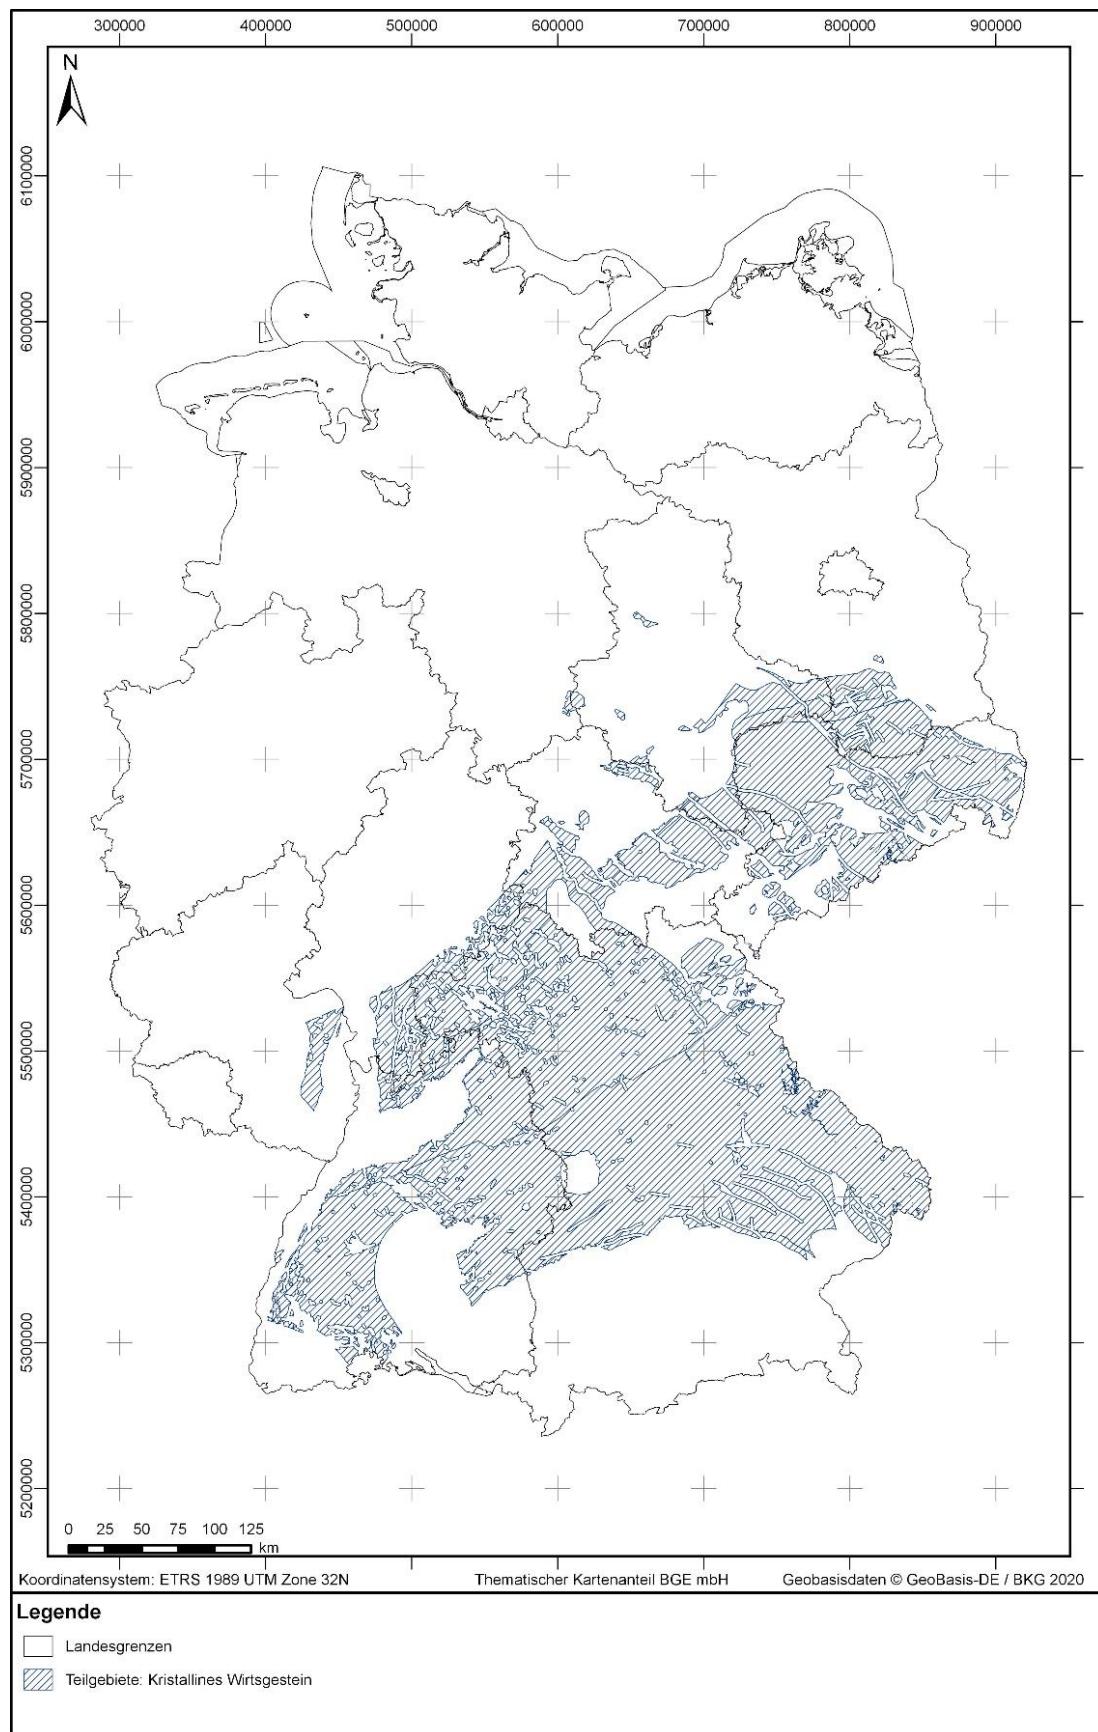 300000 400000 500000 600000 700000 800000 900000
N
6100000
6000000
5900000
5800000
5700000
5600000
5500000
5400000
5300000
5200000
0 25 50 75 100 125
km
Koordinatensystem: ETRS 1989 UTM Zone 32N Thematischer Kartenanteil BGE mbH Geobasisdaten © GeoBasis-DE / BKG 2020
Legende
Landesgrenzen
Teilgebiete: Kristallines Wirtsgestein